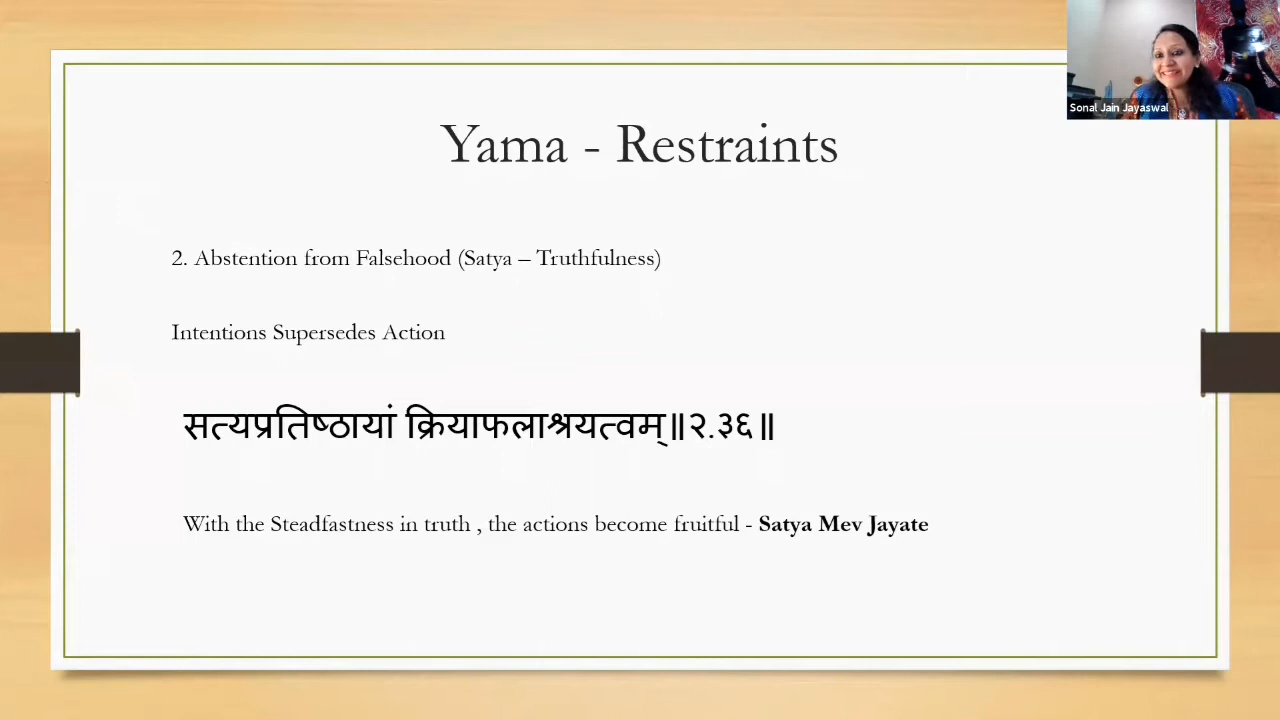 Sonal Jain Jayaswal
Yama - Restraints
2. Abstention from Falsehood (Satya – Truthfulness)
Intentions Supersedes Action
सत्यप्रतिष्ठायां क्रियाफलाश्रयत्वम्॥२.३६॥
With the Steadfastness in truth , the actions become fruitful - Satya Mev Jayate